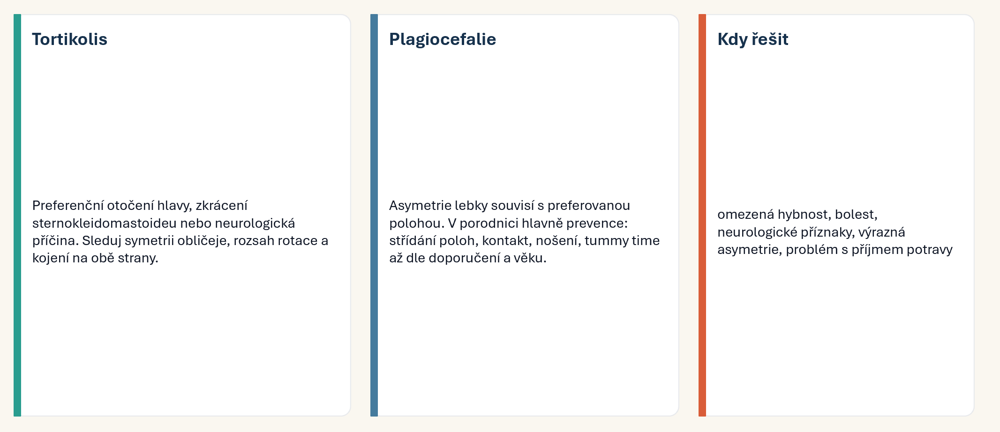 Tortikolis
Preferenční otočení hlavy, zkrácení
sternokleidomastoideu nebo neurologická
příčina. Sleduj symetrii obličeje, rozsah rotace a
kojení na obě strany.
Plagiocefalie
Asymetrie lebky souvisí s preferovanou
polohou. V porodnici hlavně prevence:
střídání poloh, kontakt, nošení, tummy time
až dle doporučení a věku.
Kdy řešit
omezená hybnost, bolest,
neurologické příznaky, výrazná
asymetrie, problém s příjmem potravy